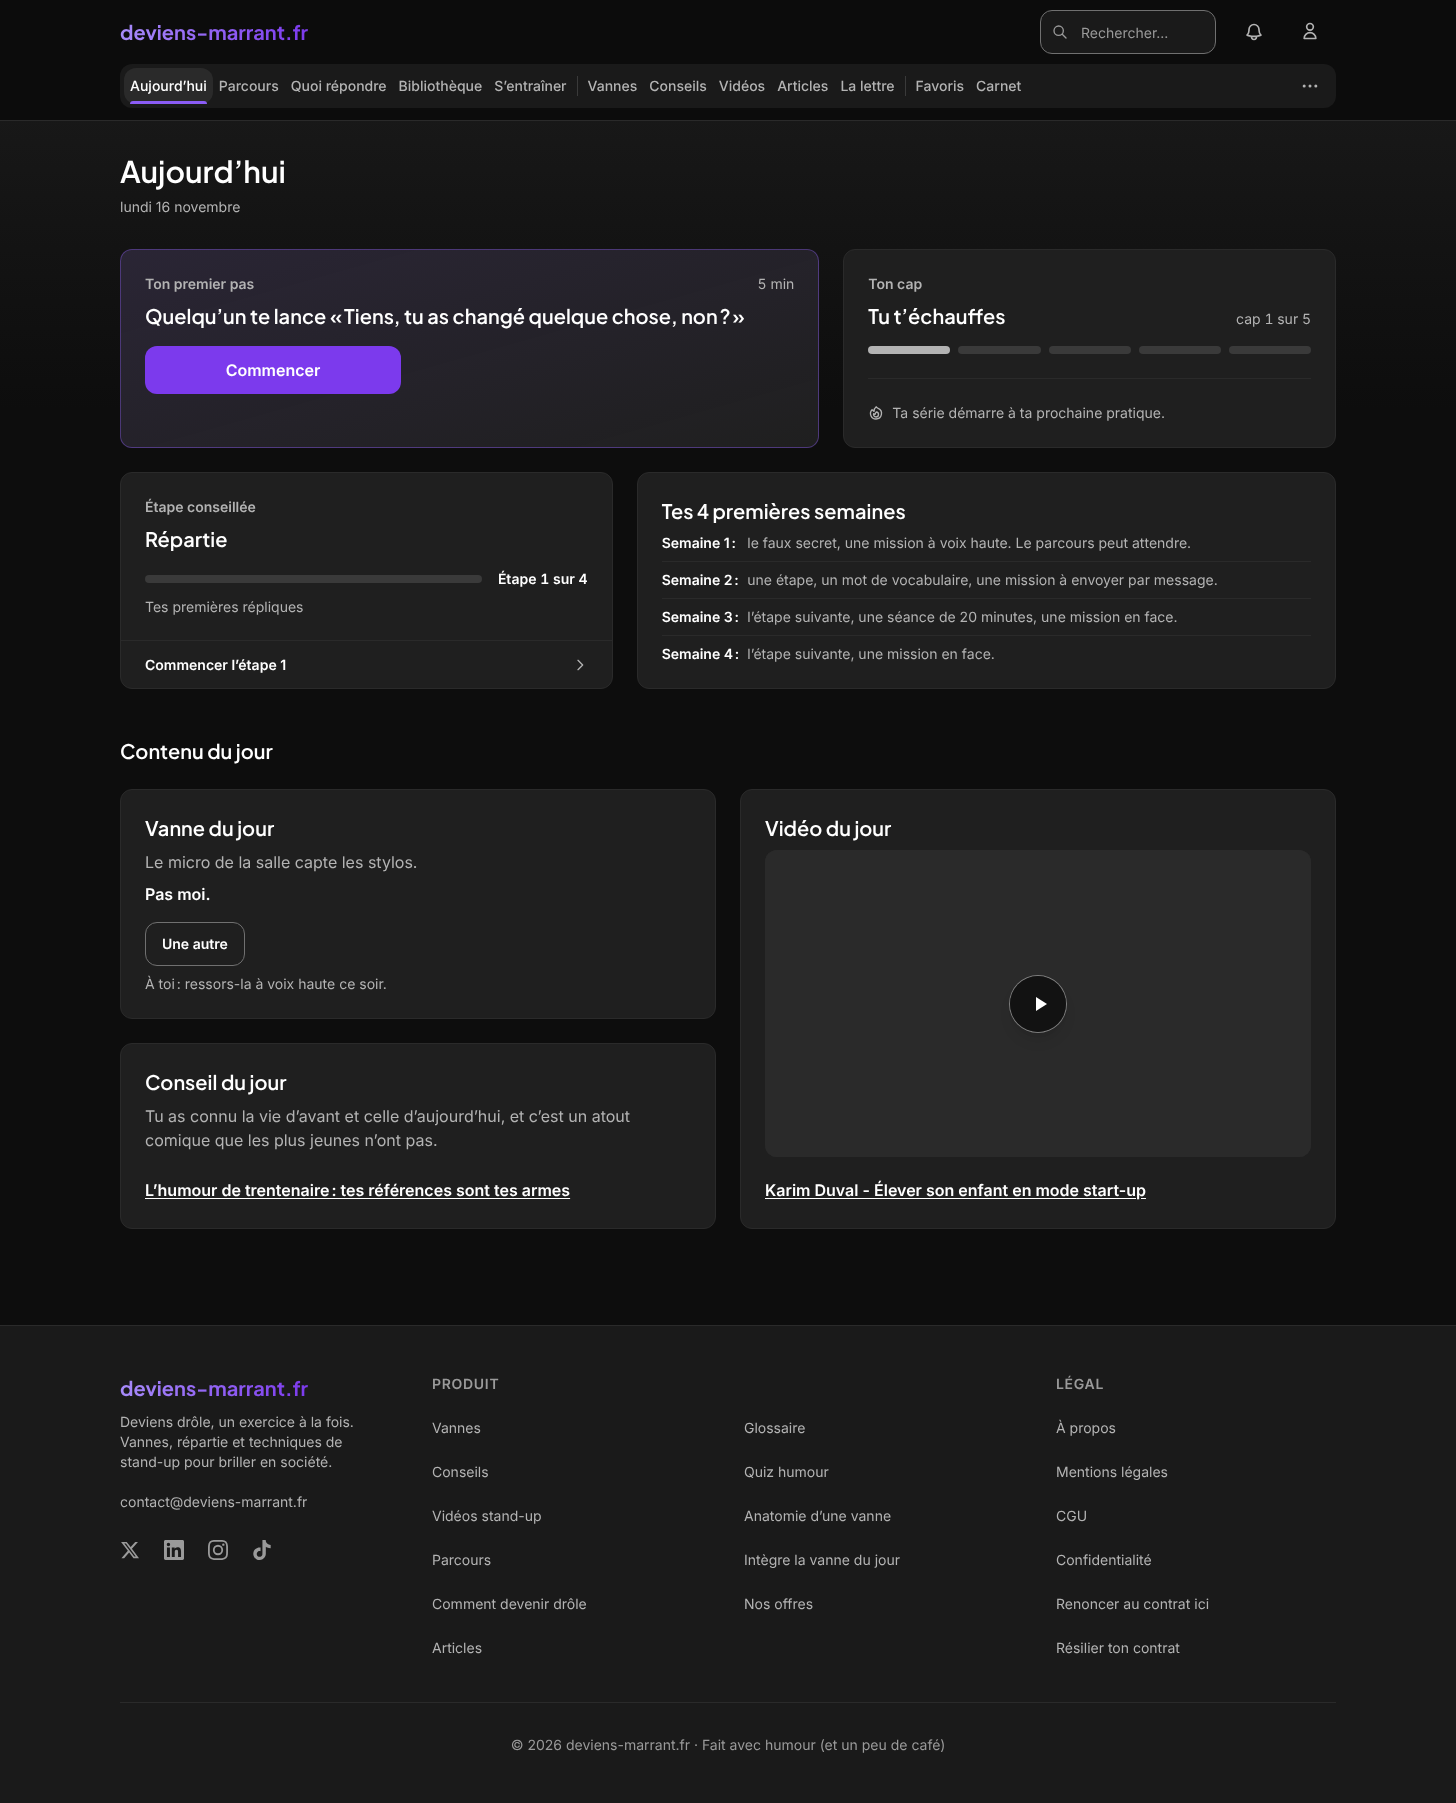 deviens-marrant.fr
Rechercher...
Aujourd’hui Parcours Quoi répondre Bibliothèque S’entraîner Vannes Conseils Vidéos Articles La lettre Favoris Carnet
Aujourd’hui
lundi 16 novembre
Ton premier pas
5 min
Quelqu’un te lance « Tiens, tu as changé quelque chose, non ? »
Commencer
Ton cap
Tu t’échauffes
cap 1 sur 5
Ta série démarre à ta prochaine pratique.
Étape conseillée
Répartie
Étape 1 sur 4
Tes premières répliques
Commencer l’étape 1
Tes 4 premières semaines
Semaine 1 : le faux secret, une mission à voix haute. Le parcours peut attendre.
Semaine 2 : une étape, un mot de vocabulaire, une mission à envoyer par message.
Semaine 3 : l’étape suivante, une séance de 20 minutes, une mission en face.
Semaine 4 : l’étape suivante, une mission en face.
Contenu du jour
Vanne du jour
Le micro de la salle capte les stylos.
Pas moi.
Une autre
À toi : ressors-la à voix haute ce soir.
Conseil du jour
Tu as connu la vie d’avant et celle d’aujourd’hui, et c’est un atout
comique que les plus jeunes n’ont pas.
L’humour de trentenaire : tes références sont tes armes
Vidéo du jour
Karim Duval - Élever son enfant en mode start-up
deviens-marrant.fr
Deviens drôle, un exercice à la fois.
Vannes, répartie et techniques de
stand-up pour briller en société.
contact@deviens-marrant.fr
PRODUIT
Vannes
Conseils
Vidéos stand-up
Parcours
Comment devenir drôle
Articles
Glossaire
Quiz humour
Anatomie d’une vanne
Intègre la vanne du jour
Nos offres
LÉGAL
À propos
Mentions légales
CGU
Confidentialité
Renoncer au contrat ici
Résilier ton contrat
© 2026 deviens-marrant.fr · Fait avec humour (et un peu de café)